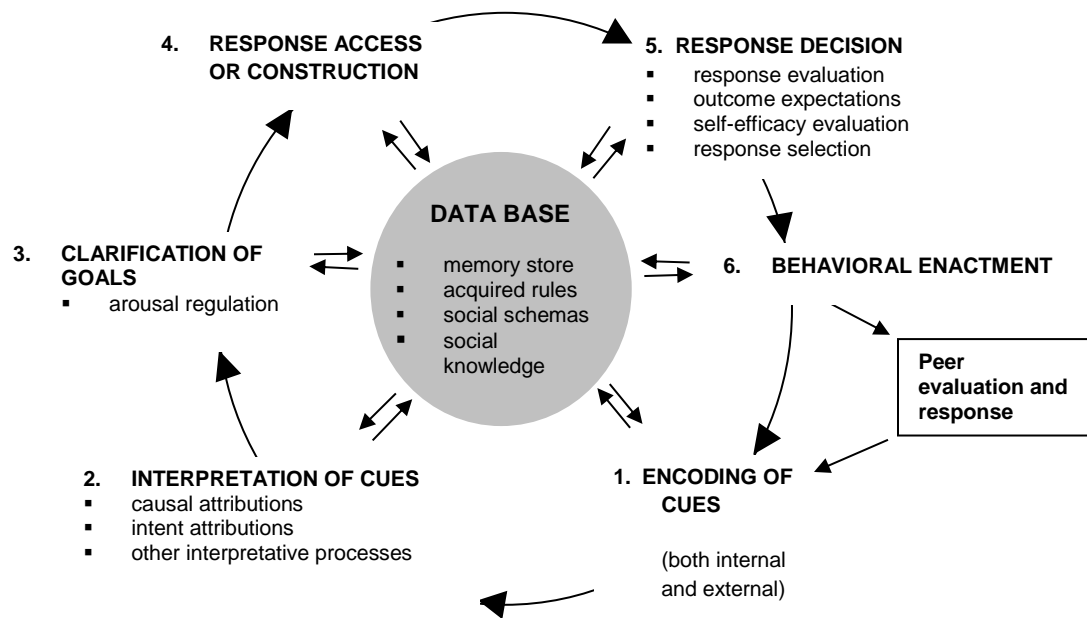 4. RESPONSE ACCESS
OR CONSTRUCTION
5. RESPONSE DECISION
▪ response evaluation
▪ outcome expectations
▪ self-efficacy evaluation
▪ response selection
DATA BASE
▪ memory store
▪ acquired rules
▪ social schemas
▪ social
knowledge
3. CLARIFICATION OF
GOALS
▪ arousal regulation
6. BEHAVIORAL ENACTMENT
Peer
evaluation and
response
2. INTERPRETATION OF CUES
▪ causal attributions
▪ intent attributions
▪ other interpretative processes
1. ENCODING OF
CUES
(both internal
and external)